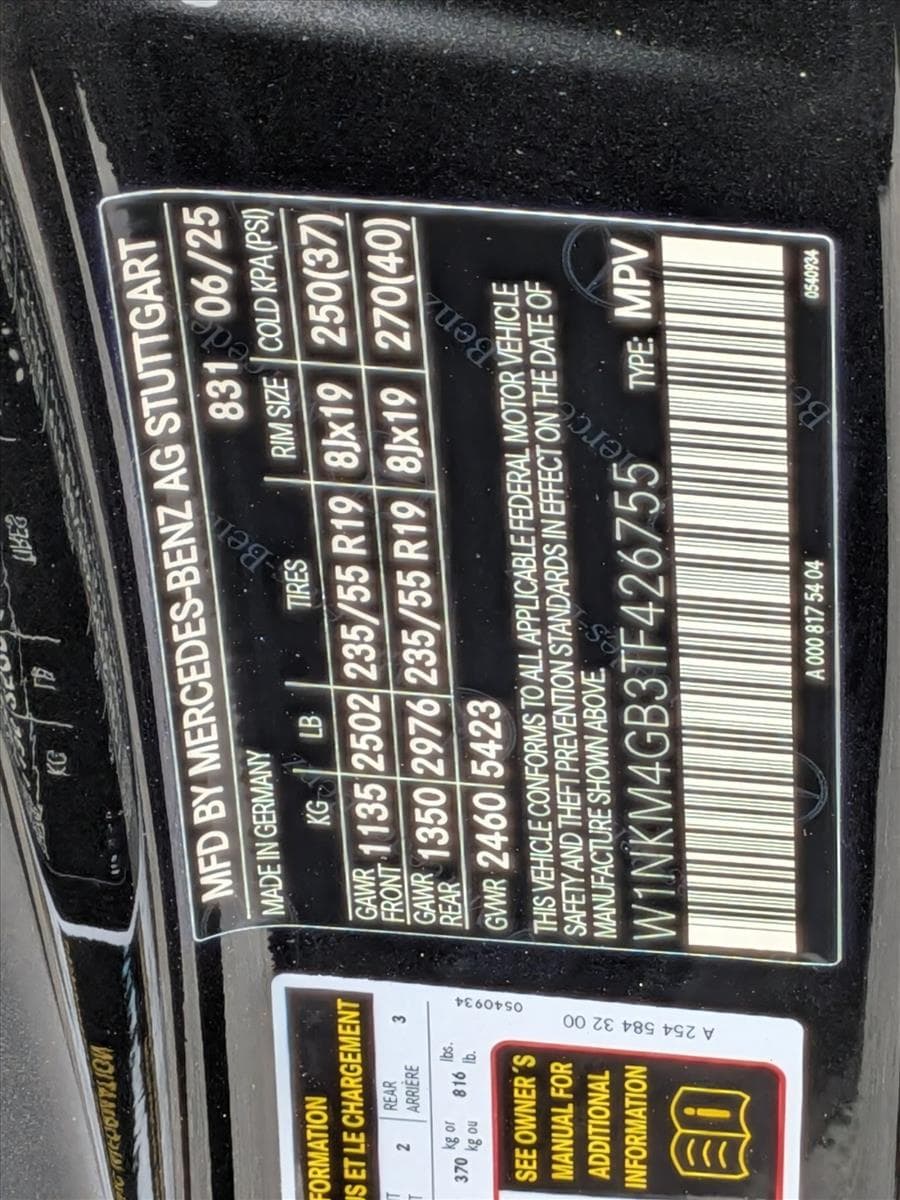 MFD BY MERCEDES-BENZ AG STUTTGART
MADE IN GERMANY 831 06/25
KG LB TIRES RIM SIZE COLD KPA(PSI)
GAWR FRONT 1135 2502 235/55 R19 8Jx19 250(37)
GAWR REAR 1350 2976 235/55 R19 8Jx19 270(40)
GVWR 2460 5423
THIS VEHICLE CONFORMS TO ALL APPLICABLE FEDERAL MOTOR VEHICLE
SAFETY AND THEFT PREVENTION STANDARDS IN EFFECT ON THE DATE OF
MANUFACTURE SHOWN ABOVE.
W1NKM4GB3TF426755 TYPE: MPV
A 000 817 54 04 0540934
FORMATION
NS ET LE CHARGEMENT
2 REAR 3
ARRIÈRE
370 kg or 816 lbs.
kg ou lb.
0540934
A 254 584 32 00
SEE OWNER'S
MANUAL FOR
ADDITIONAL
INFORMATION